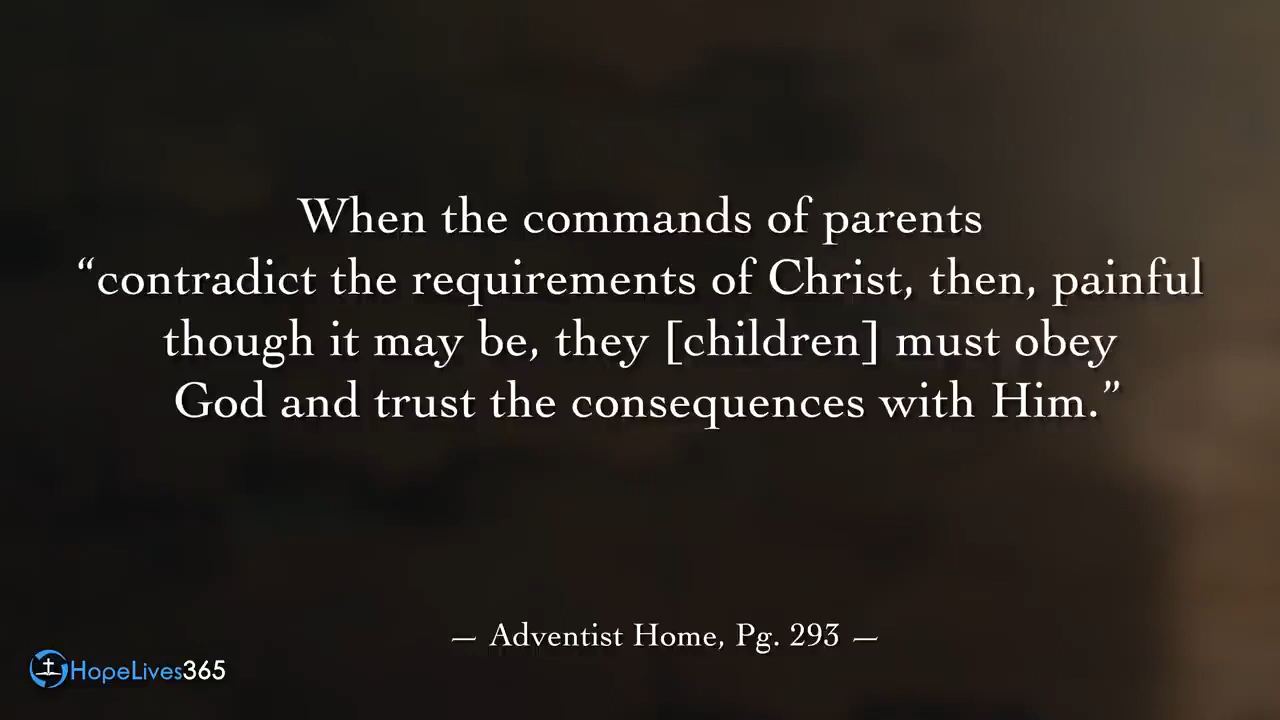 When the commands of parents
“contradict the requirements of Christ, then, painful
though it may be, they [children] must obey
God and trust the consequences with Him.”
— Adventist Home, Pg. 293 —
HopeLives365